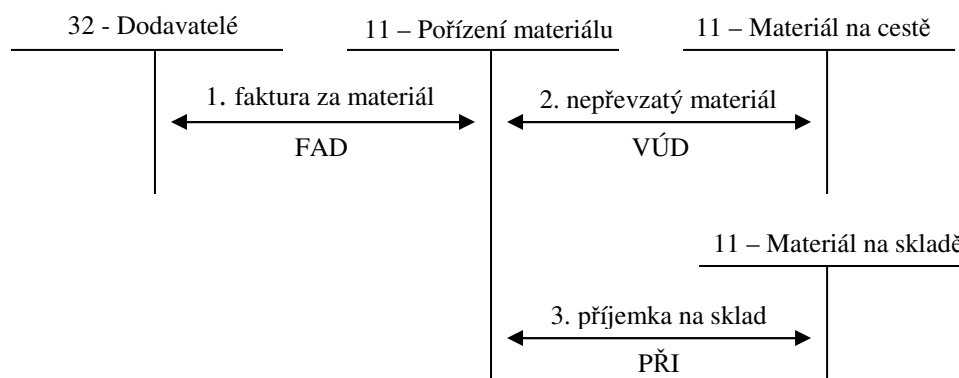 32 - Dodavatelé
11 – Pořízení materiálu
11 – Materiál na cestě
1. faktura za materiál
2. nepřevzatý materiál
FAD
VÚD
11 – Materiál na skladě
3. příjemka na sklad
PŘI